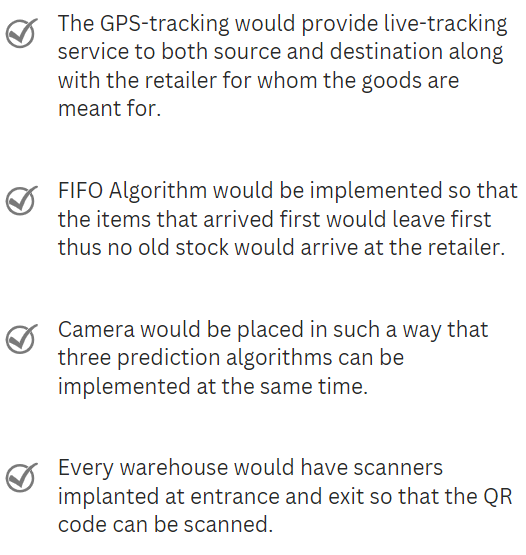 The GPS-tracking would provide live-tracking
service to both source and destination along
with the retailer for whom the goods are
meant for.
FIFO Algorithm would be implemented so that
the items that arrived first would leave first
thus no old stock would arrive at the retailer.
Camera would be placed in such a way that
three prediction algorithms can be
implemented at the same time.
Every warehouse would have scanners
implanted at entrance and exit so that the QR
code can be scanned.